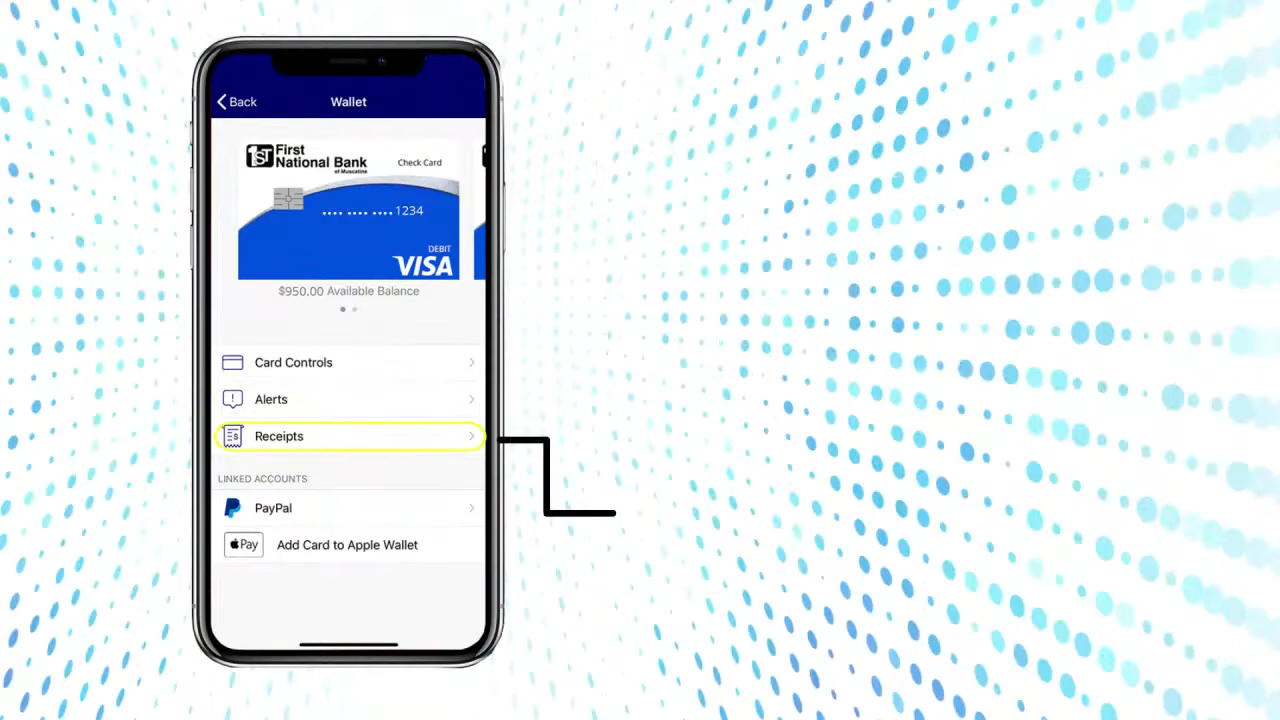 Back
Wallet
1ST First
National Bank
of Muscatine
Check Card
.... .... .... 1234
DEBIT
VISA
$950.00 Available Balance
Card Controls
Alerts
Receipts
LINKED ACCOUNTS
PayPal
Pay Add Card to Apple Wallet